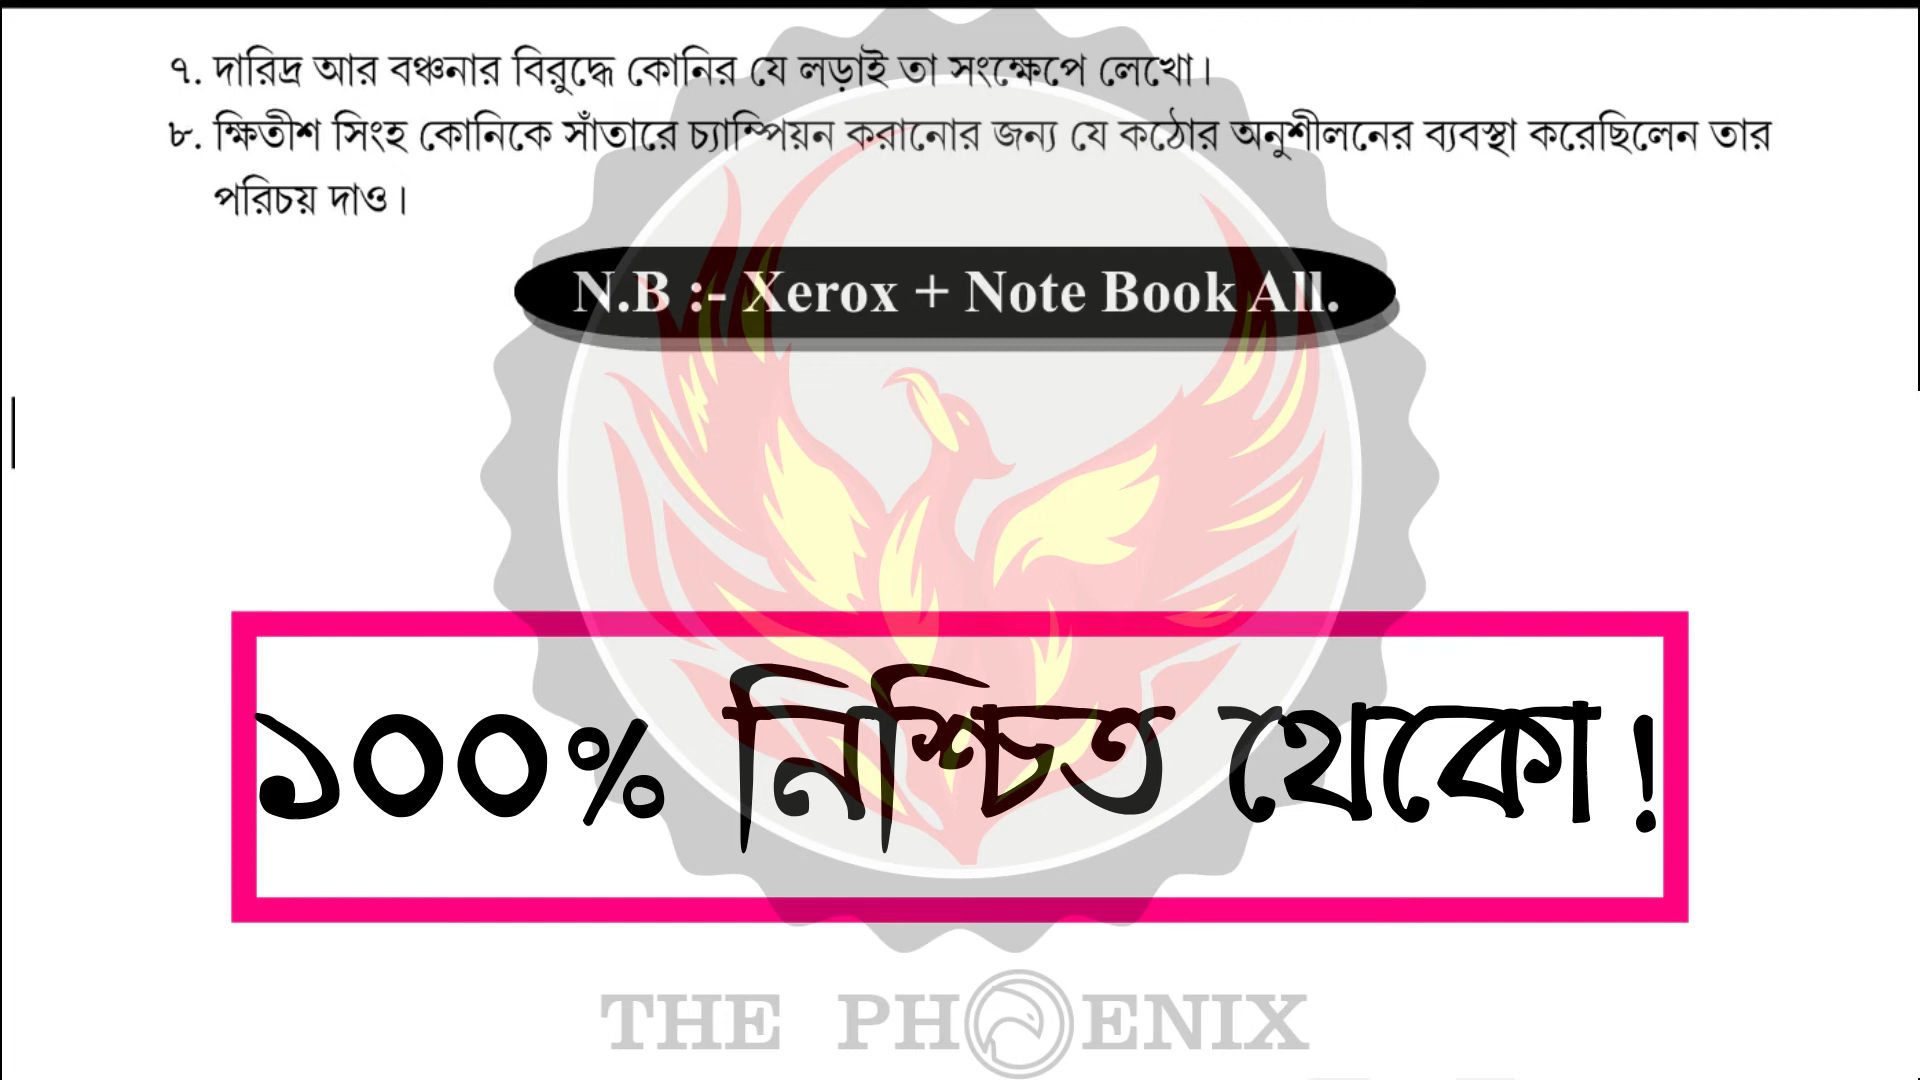 ৭. দারিদ্র আর বঞ্চনার বিরুদ্ধে কোনির যে লড়াই তা সংক্ষেপে লেখো।
৮. ক্ষিতীশ সিংহ কোনিকে সাঁতারে চ্যাম্পিয়ন করানোর জন্য যে কঠোর অনুশীলনের ব্যবস্থা করেছিলেন তার
পরিচয় দাও।
N.B :- Xerox + Note Book All.
১০০% নিশ্চিত থেকো!
THE PHOENIX